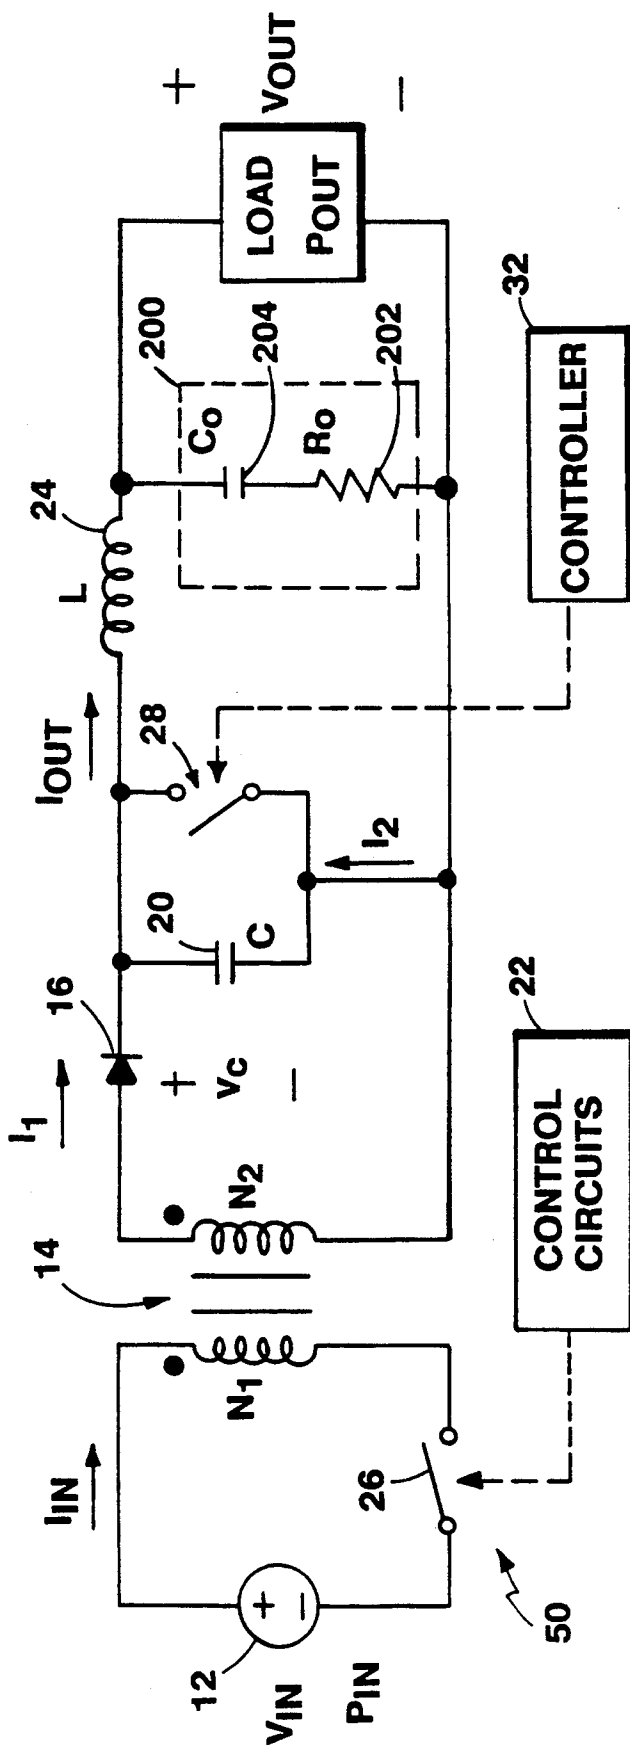 I1
IOUT
L
24
+
VOUT
−
LOAD
POUT
200
CO
204
RO
202
16
+
VC
−
20
C
28
I2
32
CONTROLLER
IIN
14
N1
N2
12
+
−
VIN
PIN
26
50
22
CONTROL
CIRCUITS